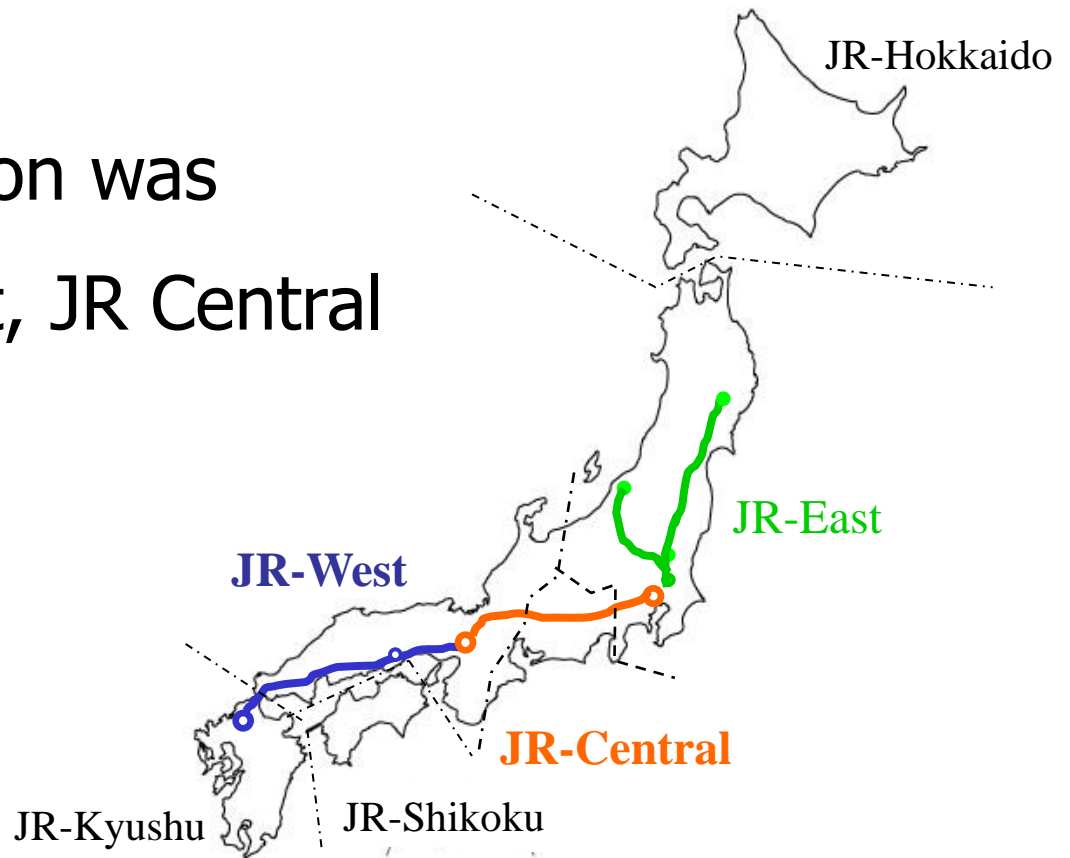 JR-Hokkaido
on was
t, JR Central
JR-East
JR-West
JR-Central
JR-Shikoku
JR-Kyushu